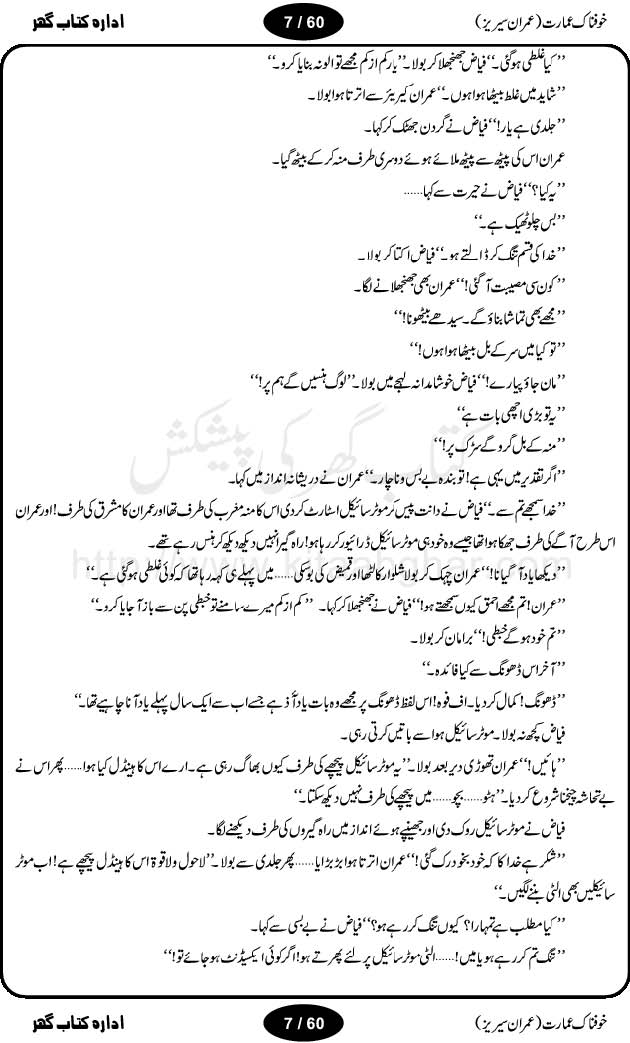 خوفناک عمارت (عمران سیریز) 7 / 60 ادارہ کتاب گھر
’’کیا غلطی ہو گئی۔‘‘ فیاض جھنجھلا کر بولا۔ ’’یار کم از کم مجھے تو الو نہ بنایا کرو۔‘‘
’’شاید میں غلط بیٹھا ہوا ہوں۔‘‘ عمران کیرئر سے اترتا ہوا بولا۔
’’جلدی ہے یار!‘‘ فیاض نے گردن جھٹک کر کہا۔
عمران اس کی پیٹھ سے پیٹھ ملائے ہوئے دوسری طرف منہ کر کے بیٹھ گیا۔
’’یہ کیا؟‘‘ فیاض نے حیرت سے کہا......
’’بس چلو ٹھیک ہے۔‘‘
’’خدا کی قسم تنگ کر ڈالتے ہو۔‘‘ فیاض اکتا کر بولا۔
’’کون سی مصیبت آ گئی!‘‘ عمران بھی جھنجھلانے لگا۔
’’مجھے بھی تماشا بناؤ گے۔ سیدھے بیٹھو نا!‘‘
’’تو کیا میں سر کے بل بیٹھا ہوا ہوں!‘‘
’’مان جاؤ پیارے!‘‘ فیاض خوشامدانہ لہجے میں بولا۔ ’’لوگ ہنسیں گے ہم پر!‘‘
’’یہ تو بڑی اچھی بات ہے‘‘
’’منہ کے بل گرو گے سڑک پر!‘‘
’’اگر تقدیر میں یہی ہے! تو بندہ بے بس و ناچار۔‘‘ عمران نے درویشانہ انداز میں کہا۔
’’خدا سمجھے تم سے۔‘‘ فیاض نے دانت پیس کر موٹر سائیکل اسٹارٹ کر دی اس کا منہ مغرب کی طرف تھا اور عمران کا مشرق کی طرف! اور عمران
اس طرح آگے کی طرف جھکا ہوا تھا جیسے وہ خود ہی موٹر سائیکل ڈرائیو کر رہا ہو! راہ گیر انہیں دیکھ دیکھ کر ہنس رہے تھے۔
’’دیکھا یاد آ گیا نا!‘‘ عمران چہک کر بولا شلوار کا لٹھا اور قمیض کی بوسکی...... میں پہلے ہی کہہ رہا تھا کہ کوئی غلطی ہو گئی ہے۔‘‘
’’عمران! تم مجھے احمق کیوں سمجھتے ہو!‘‘ فیاض نے جھنجھلا کر کہا۔ ’’کم از کم میرے سامنے تو خبطی پن سے باز آ جایا کرو۔‘‘
’’تم خود ہو گے خبطی!‘‘ برا مان کر بولا۔
’’آخر اس ڈھونگ سے کیا فائدہ۔‘‘
’’ڈھونگ! کمال کر دیا۔ اف فوہ! اس لفظ ڈھونگ پر مجھے وہ بات یاد آ ہے جسے اب سے ایک سال پہلے یاد آنا چاہیے تھا۔‘‘
فیاض کچھ نہ بولا۔ موٹر سائیکل ہوا سے باتیں کرتی رہی۔
’’ہائیں!‘‘ عمران تھوڑی دیر بعد بولا۔ ’’یہ موٹر سائیکل پیچھے کی طرف کیوں بھاگ رہی ہے۔ ارے اس کا ہینڈل کیا ہوا...... پھر اس نے
بے تحاشہ چیخنا شروع کر دیا۔ ’’ہٹو...... بچو...... میں پیچھے کی طرف نہیں دیکھ سکتا۔‘‘
فیاض نے موٹر سائیکل روک دی اور جھینپے ہوئے انداز میں راہ گیروں کی طرف دیکھنے لگا۔
’’شکر ہے خدا کا کہ خود بخود رک گئی!‘‘ عمران اترتا ہوا بڑبڑایا...... پھر جلدی سے بولا۔ ’’لا حول ولا قوۃ اس کا ہینڈل پیچھے ہے! اب موٹر
سائیکلیں بھی الٹی بننے لگیں۔‘‘
’’کیا مطلب ہے تمہارا؟ کیوں تنگ کر رہے ہو؟‘‘ فیاض نے بے بسی سے کہا۔
’’تنگ تم کر رہے ہو یا میں!...... الٹی موٹر سائیکل پر لئے پھرتے ہو! اگر کوئی ایکسیڈنٹ ہو جائے تو!‘‘
کتاب گھر کی پیشکش
http://www.kitaabghar.com
خوفناک عمارت (عمران سیریز) 7 / 60 ادارہ کتاب گھر